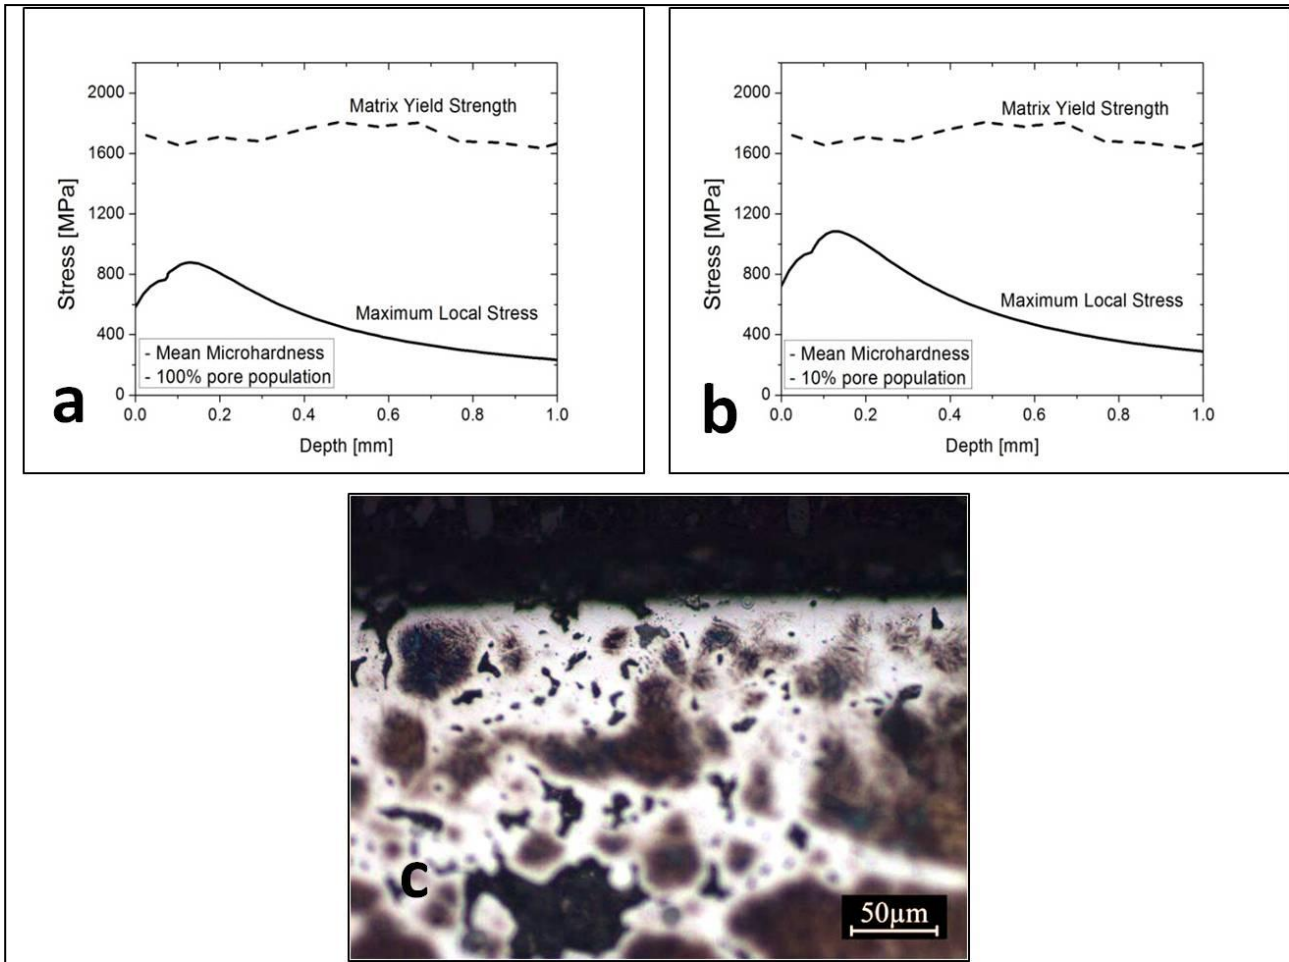 2000
1600
1200
800
400
0
Stress [MPa]
Matrix Yield Strength
Maximum Local Stress
- Mean Microhardness
- 100% pore population
0.0 0.2 0.4 0.6 0.8 1.0
Depth [mm]
a
2000
1600
1200
800
400
0
Stress [MPa]
Matrix Yield Strength
Maximum Local Stress
- Mean Microhardness
- 10% pore population
0.0 0.2 0.4 0.6 0.8 1.0
Depth [mm]
b
c
50µm